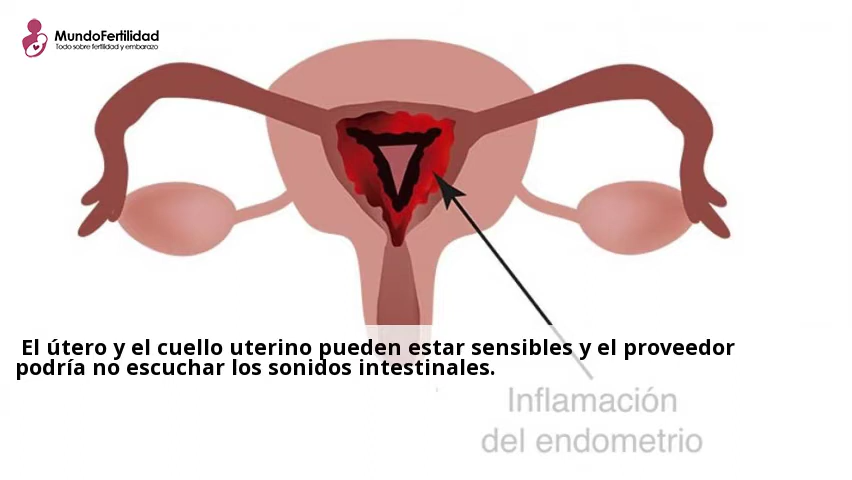 MundoFertilidad
Todo sobre fertilidad y embarazo
El útero y el cuello uterino pueden estar sensibles y el proveedor
podría no escuchar los sonidos intestinales.
Inflamación
del endometrio